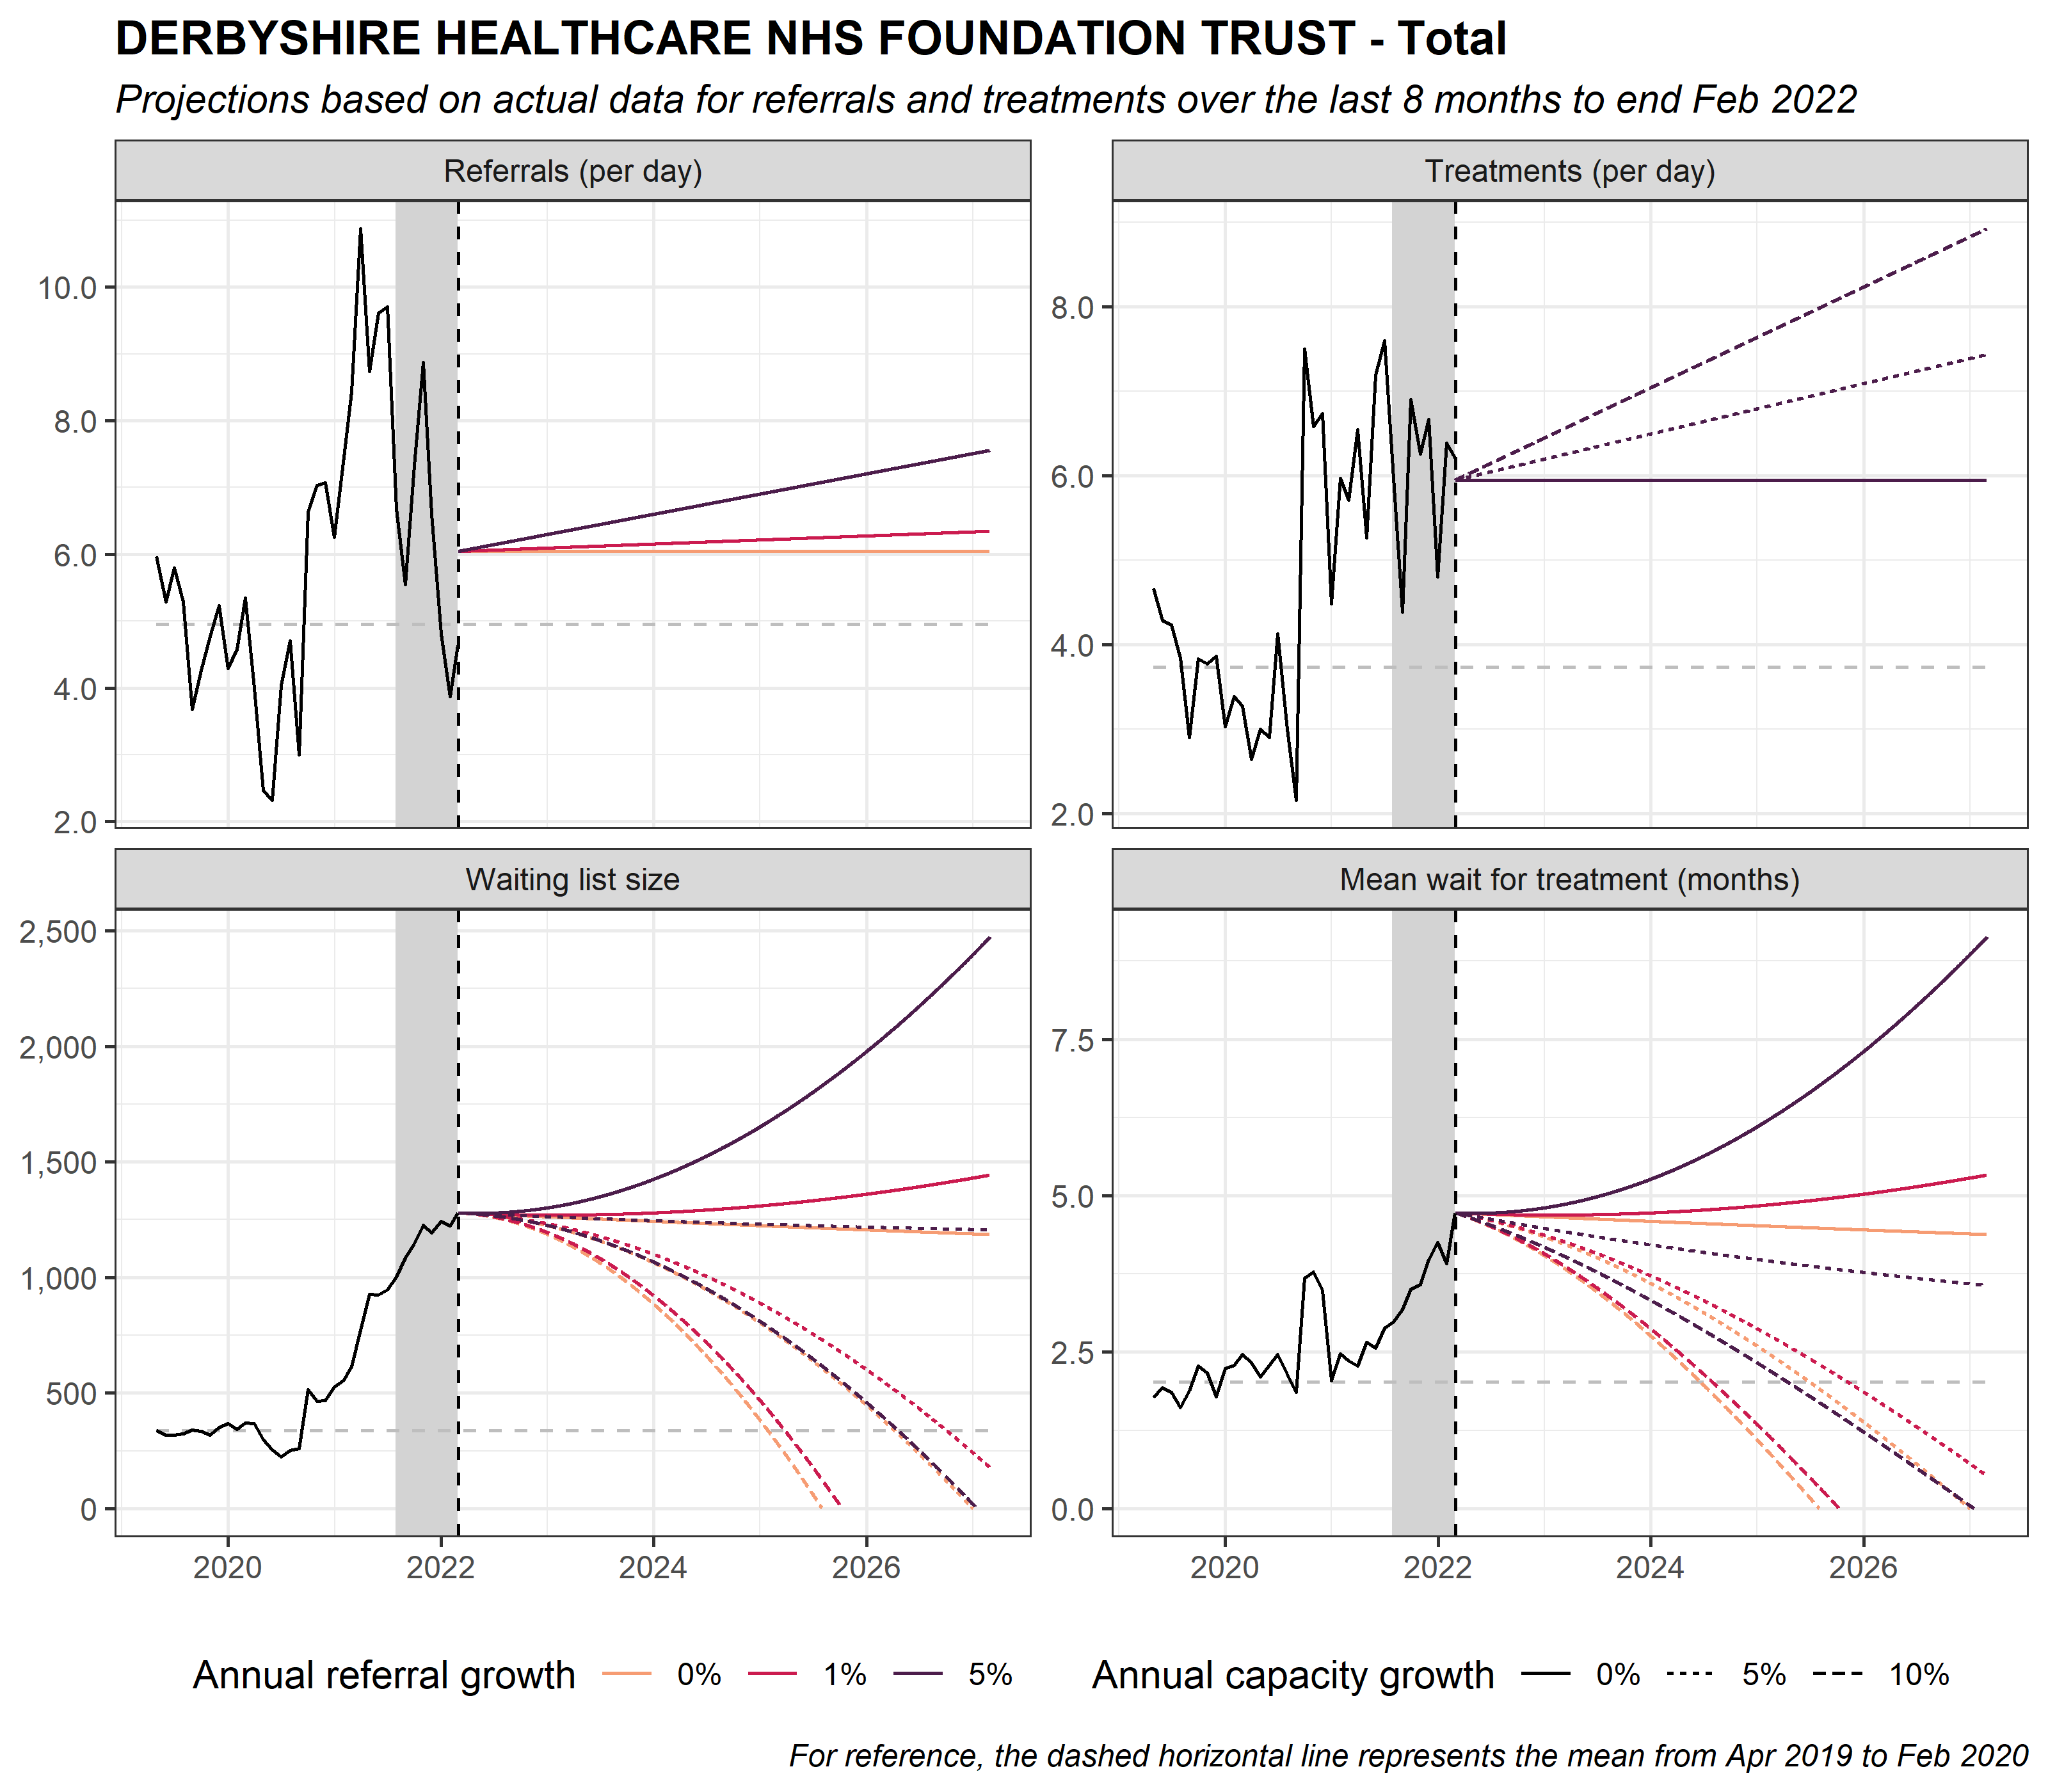 DERBYSHIRE HEALTHCARE NHS FOUNDATION TRUST - Total
Projections based on actual data for referrals and treatments over the last 8 months to end Feb 2022
Referrals (per day)
10.0
8.0
6.0
4.0
2.0
Treatments (per day)
8.0
6.0
4.0
2.0
Waiting list size
2,500
2,000
1,500
1,000
500
0
2020 2022 2024 2026
Mean wait for treatment (months)
7.5
5.0
2.5
0.0
2020 2022 2024 2026
Annual referral growth 0% 1% 5%
Annual capacity growth 0% 5% 10%
For reference, the dashed horizontal line represents the mean from Apr 2019 to Feb 2020